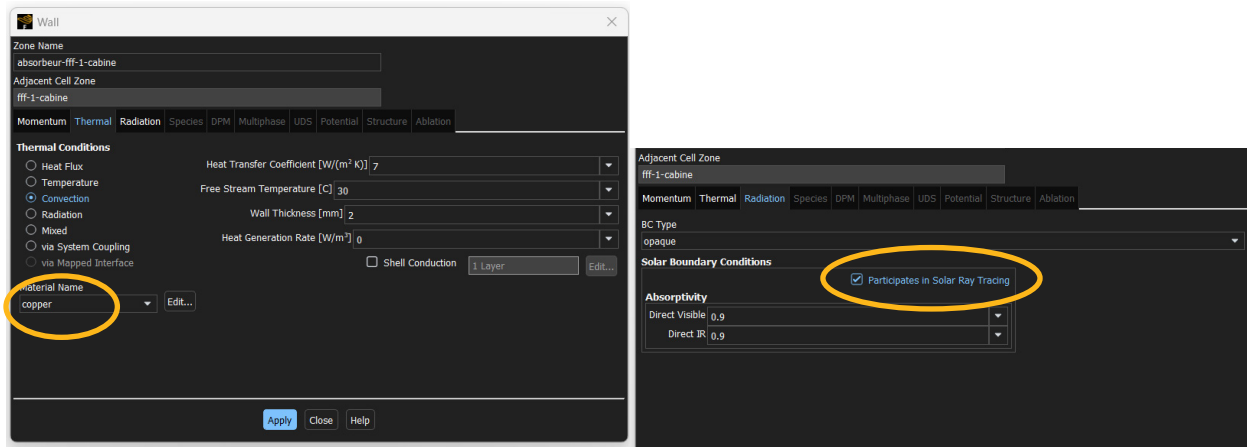 Wall
Zone Name
absorbeur-fff-1-cabine
Adjacent Cell Zone
fff-1-cabine
Momentum Thermal Radiation Species DPM Multiphase UDS Potential Structure Ablation
Thermal Conditions
Heat Flux
Temperature
Convection
Radiation
Mixed
via System Coupling
via Mapped Interface
Heat Transfer Coefficient [W/(m² K)] 7
Free Stream Temperature [C] 30
Wall Thickness [mm] 2
Heat Generation Rate [W/m³] 0
Shell Conduction 1 Layer Edit...
Material Name
copper Edit...
Apply Close Help
Adjacent Cell Zone
fff-1-cabine
Momentum Thermal Radiation Species DPM Multiphase UDS Potential Structure Ablation
BC Type
opaque
Solar Boundary Conditions
Participates in Solar Ray Tracing
Absorptivity
Direct Visible 0.9
Direct IR 0.9